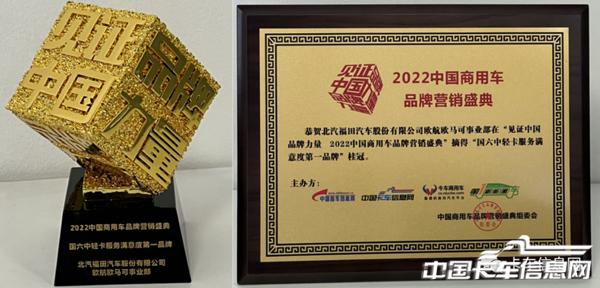 见证
中国
品牌
力量
2022中国商用车品牌营销盛典
国六中轻卡服务满意度第一品牌
北汽福田汽车股份有限公司
欧航欧马可事业部
见证
中国
2022中国商用车
品牌营销盛典
恭贺北汽福田汽车股份有限公司欧航欧马可事业部在“见证中国
品牌力量 2022中国商用车品牌营销盛典”摘得“国六中轻卡服务满
意度第一品牌”桂冠。
主办方:
中国卡车信息网
今车商用车
中国商用车品牌营销盛典组委会
中国卡车信息网